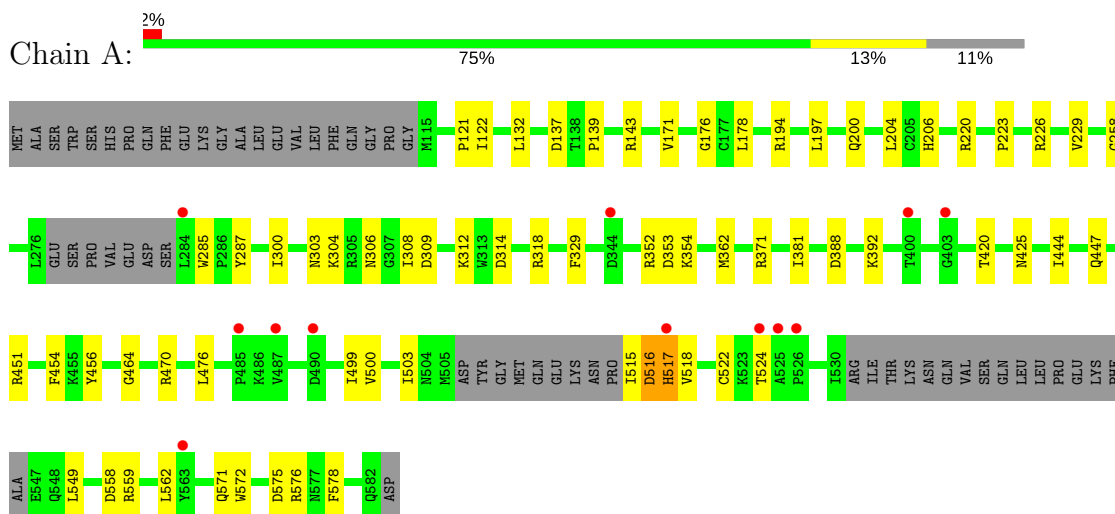 2%
Chain A:
75% 13% 11%
MET ALA SER TRP SER HIS PRO GLN PHE GLU LYS GLY ALA LEU GLU VAL LEU PHE GLN GLY PRO GLY M115 P121 I122 L132 D137 T138 P139 R143 V171 G176 C177 L178 R194 L197 Q200 L204 C205 H206 R220 P223 R226 V229
L276 GLU SER PRO VAL GLU ASP SER L284 W285 P286 Y287 I300 N303 K304 R305 N306 G307 I308 D309 K312 W313 D314 R318 F329 D344 R352 D353 K354 M362 R371 I381 D388 K392 T400 G403 T420 N425 I444 Q447
R451 F454 K455 Y456 G464 R470 L476 P485 K486 V487 D490 I499 V500 I503 N504 M505 ASP TYR GLY MET GLN GLU LYS ASN PRO I515 D516 H517 V518 C522 K523 T524 A525 P526 I530 ARG ILE THR LYS ASN GLN VAL SER GLN LEU LEU PRO GLU LYS PHE
ALA E547 Q548 L549 D558 R559 L562 Y563 Q571 W572 D575 R576 N577 F578 Q582 ASP